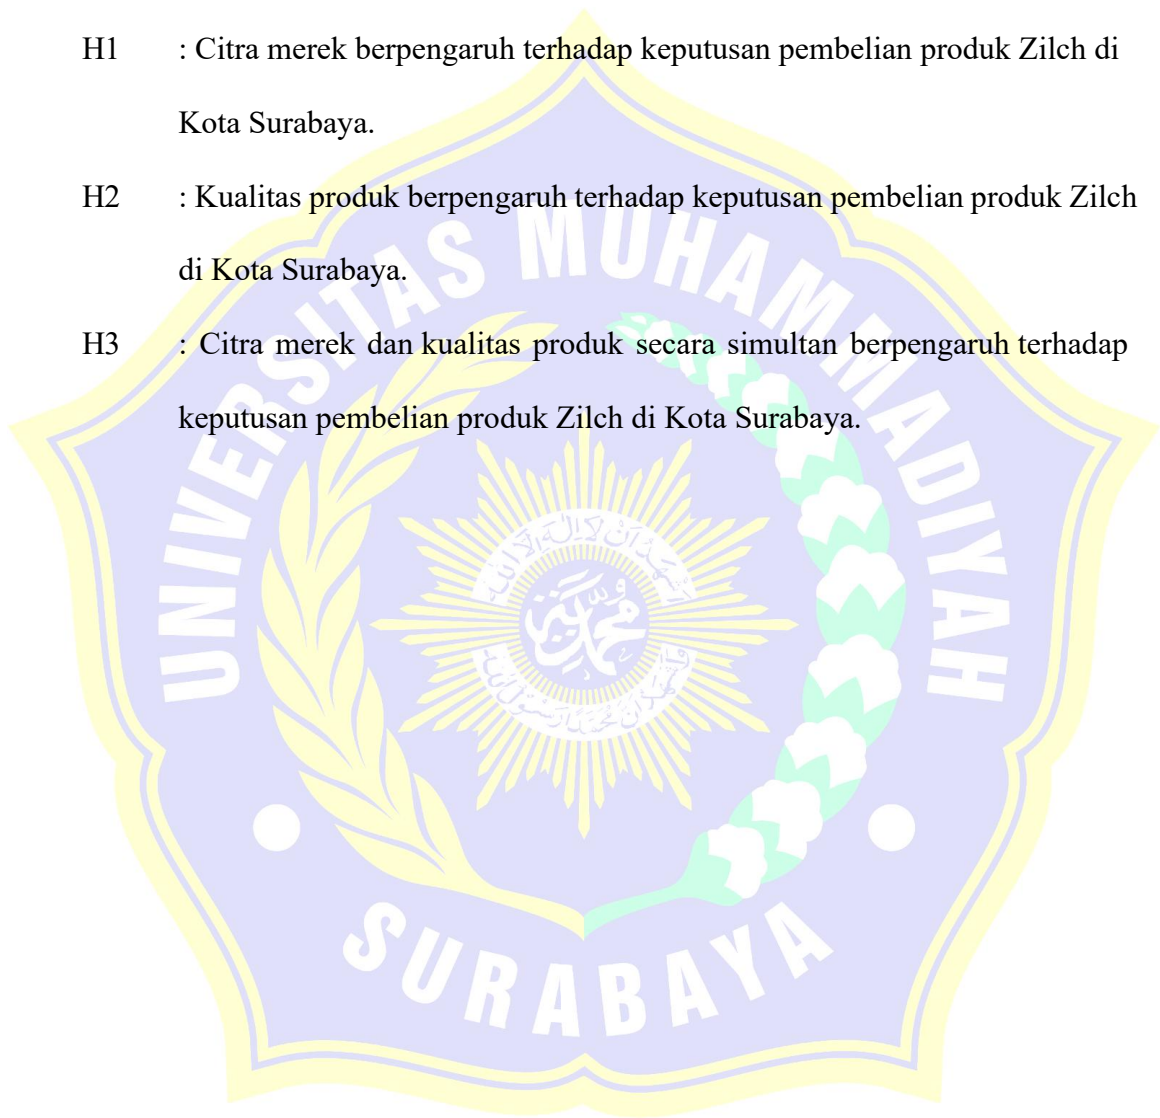 H1 : Citra merek berpengaruh terhadap keputusan pembelian produk Zilch di
Kota Surabaya.
H2 : Kualitas produk berpengaruh terhadap keputusan pembelian produk Zilch
di Kota Surabaya.
H3 : Citra merek dan kualitas produk secara simultan berpengaruh terhadap
keputusan pembelian produk Zilch di Kota Surabaya.
UNIVERSITAS MUHAMMADIYAH
SURABAYA